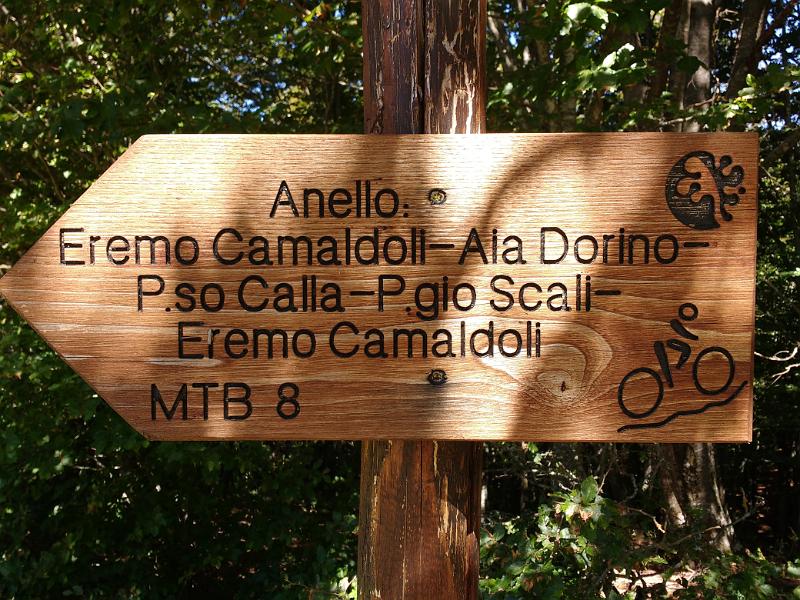 Anello:
Eremo Camaldoli-Aia Dorino-
P.so Calla-P.gio Scali-
Eremo Camaldoli
MTB 8